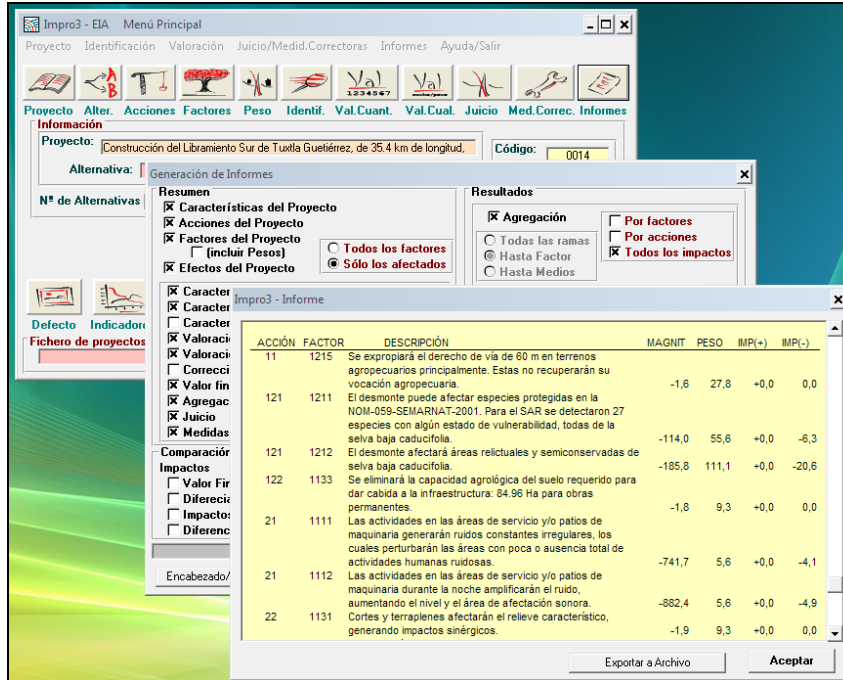 Impro3 - EIA Menú Principal
Proyecto Identificación Valoración Juicio/Medid.Correctoras Informes Ayuda/Salir
Proyecto Alter. Acciones Factores Peso Identif. Val.Cuant. Val.Cual. Juicio Med.Correc. Informes
Información
Proyecto: Construcción del Libramiento Sur de Tuxtla Guetiérrez, de 35.4 km de longitud,
Código: 0014
Alternativa:
Nº de Alternativas
Defecto Indicadore
Fichero de proyectos
Generación de Informes
Resumen
Características del Proyecto
Acciones del Proyecto
Factores del Proyecto
(incluir Pesos)
Efectos del Proyecto
Todos los factores
Sólo los afectados
Resultados
Agregación
Todas las ramas
Hasta Factor
Hasta Medios
Por factores
Por acciones
Todos los impactos
Caracter
Caracter
Caracter
Valoraci
Valoraci
Correcci
Valor fin
Agregac
Juicio
Medidas
Comparación
Impactos
Valor Fir
Diferecia
Impactos
Diferenc
Encabezado/
Impro3 - Informe
ACCIÓN FACTOR DESCRIPCIÓN MAGNIT PESO IMP(+) IMP(-)
11 1215 Se expropiará el derecho de vía de 60 m en terrenos
agropecuarios principalmente. Estas no recuperarán su
vocación agropecuaria. -1,6 27,8 +0,0 0,0
121 1211 El desmonte puede afectar especies protegidas en la
NOM-059-SEMARNAT-2001. Para el SAR se detectaron 27
especies con algún estado de vulnerabilidad, todas de la
selva baja caducifolia. -114,0 55,6 +0,0 -6,3
121 1212 El desmonte afectará áreas relictuales y semiconservadas de
selva baja caducifolia. -185,8 111,1 +0,0 -20,6
122 1133 Se eliminará la capacidad agrológica del suelo requerido para
dar cabida a la infraestructura: 84.96 Ha para obras
permanentes. -1,8 9,3 +0,0 0,0
21 1111 Las actividades en las áreas de servicio y/o patios de
maquinaria generarán ruidos constantes irregulares, los
cuales perturbarán las áreas con poca o ausencia total de
actividades humanas ruidosas. -741,7 5,6 +0,0 -4,1
21 1112 Las actividades en las áreas de servicio y/o patios de
maquinaria durante la noche amplificarán el ruido,
aumentando el nivel y el área de afectación sonora. -882,4 5,6 +0,0 -4,9
22 1131 Cortes y terraplenes afectarán el relieve característico,
generando impactos sinérgicos. -1,9 9,3 +0,0 0,0
Exportar a Archivo
Aceptar